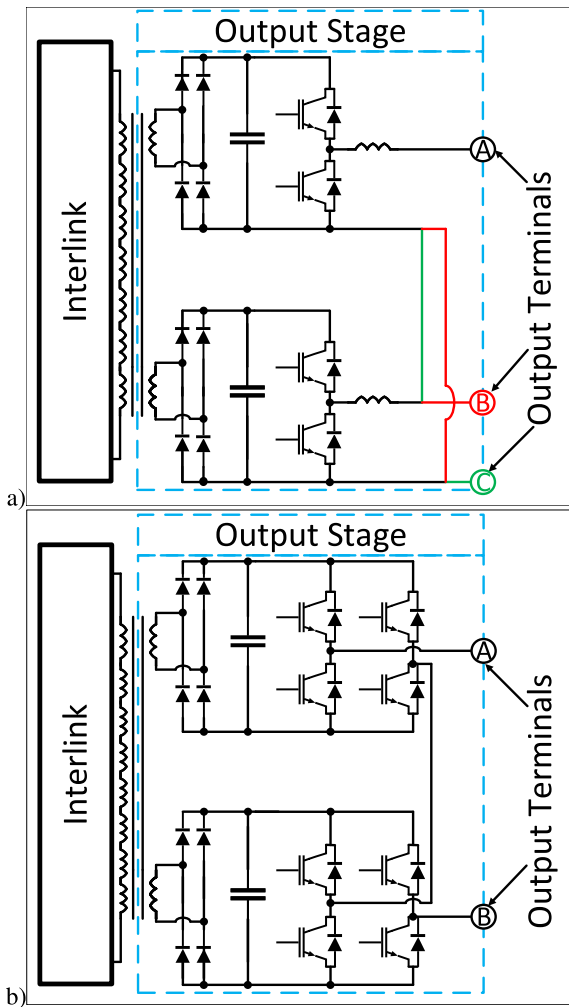 Output Stage
Interlink
A
Output Terminals
B
C
a)
Output Stage
Interlink
A
Output Terminals
B
b)